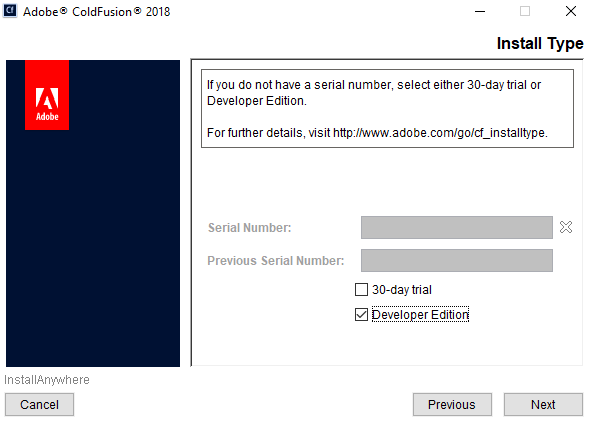 Cf Adobe® ColdFusion® 2018
Install Type
Adobe
If you do not have a serial number, select either 30-day trial or
Developer Edition.
For further details, visit http://www.adobe.com/go/cf_installtype.
Serial Number:
Previous Serial Number:
30-day trial
Developer Edition
InstallAnywhere
Cancel
Previous
Next